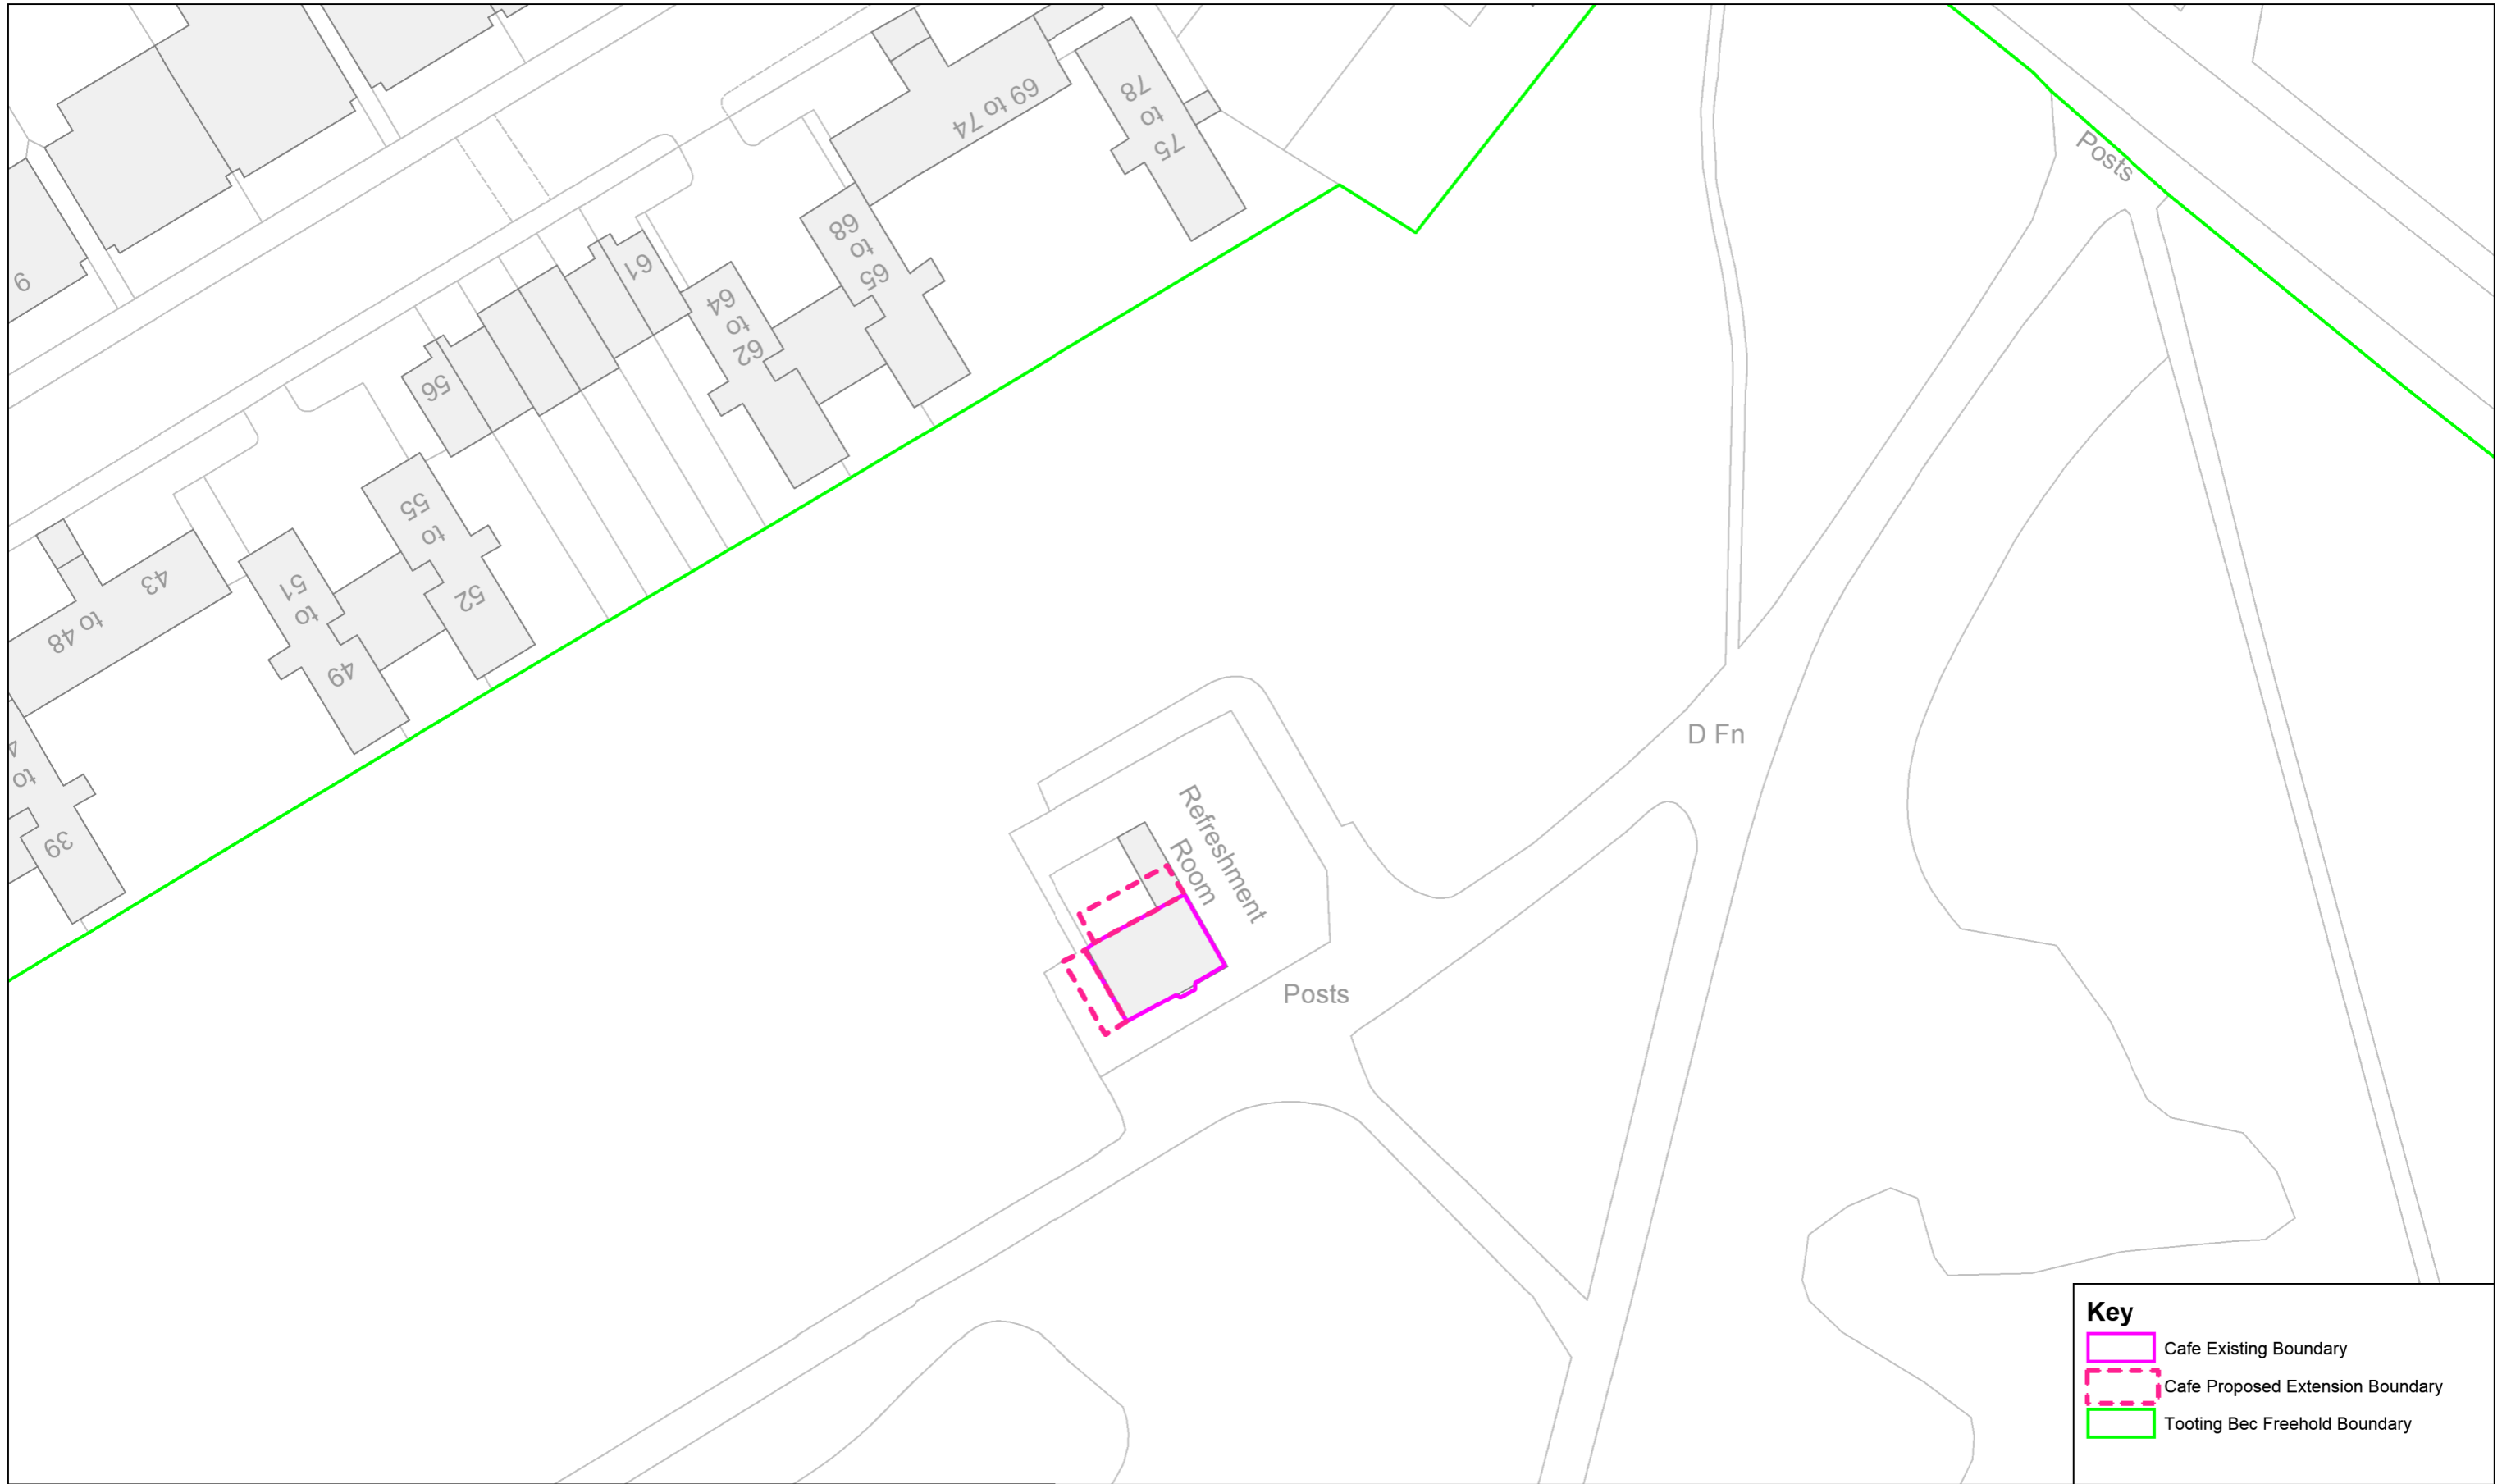 69 to 74
78
to
75
Posts
68
to
65
61
64
to
62
9
56
55
to
52
43
to 48
51
to
49
4
to
39
D Fn
Refreshment
Room
Posts
Key
Cafe Existing Boundary
Cafe Proposed Extension Boundary
Tooting Bec Freehold Boundary